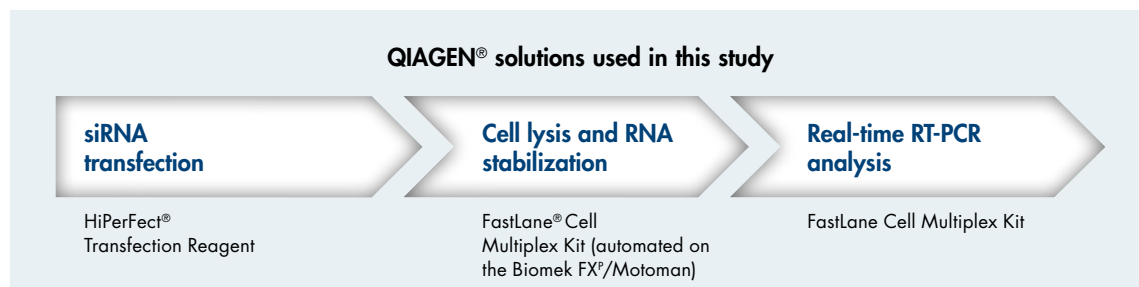 QIAGEN® solutions used in this study
siRNA
transfection
Cell lysis and RNA
stabilization
Real-time RT-PCR
analysis
HiPerFect®
Transfection Reagent
FastLane® Cell
Multiplex Kit (automated on
the Biomek FXᴾ/Motoman)
FastLane Cell Multiplex Kit